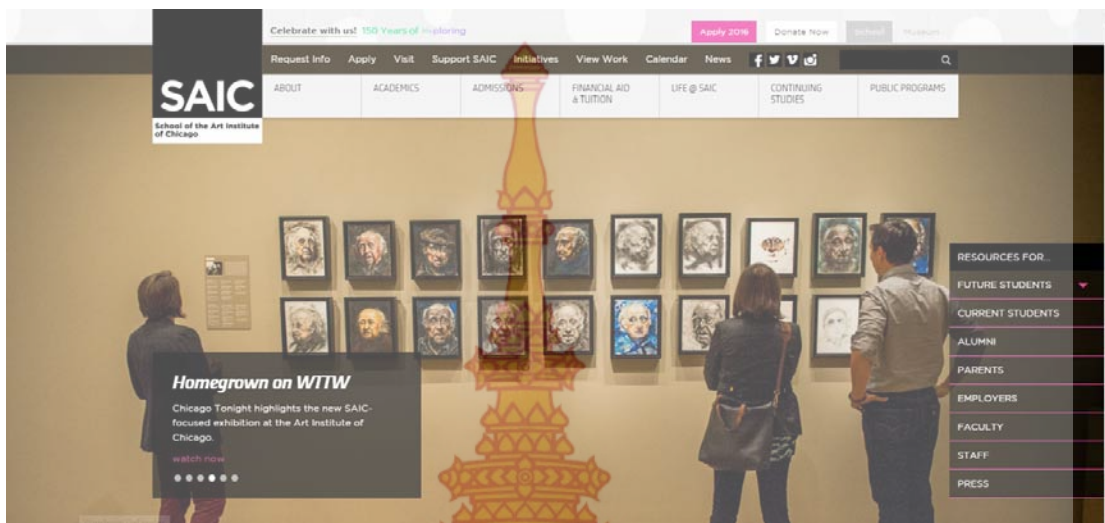 Celebrate with us! 150 Years of Exploring
Apply 2016
Donate Now
School
Museum
Request Info Apply Visit Support SAIC Initiatives View Work Calendar News
SAIC
School of the Art Institute
of Chicago
ABOUT
ACADEMICS
ADMISSIONS
FINANCIAL AID
& TUITION
LIFE @ SAIC
CONTINUING
STUDIES
PUBLIC PROGRAMS
RESOURCES FOR...
FUTURE STUDENTS
CURRENT STUDENTS
ALUMNI
PARENTS
EMPLOYERS
FACULTY
STAFF
PRESS
Homegrown on WTTW
Chicago Tonight highlights the new SAIC-
focused exhibition at the Art Institute of
Chicago.
watch now